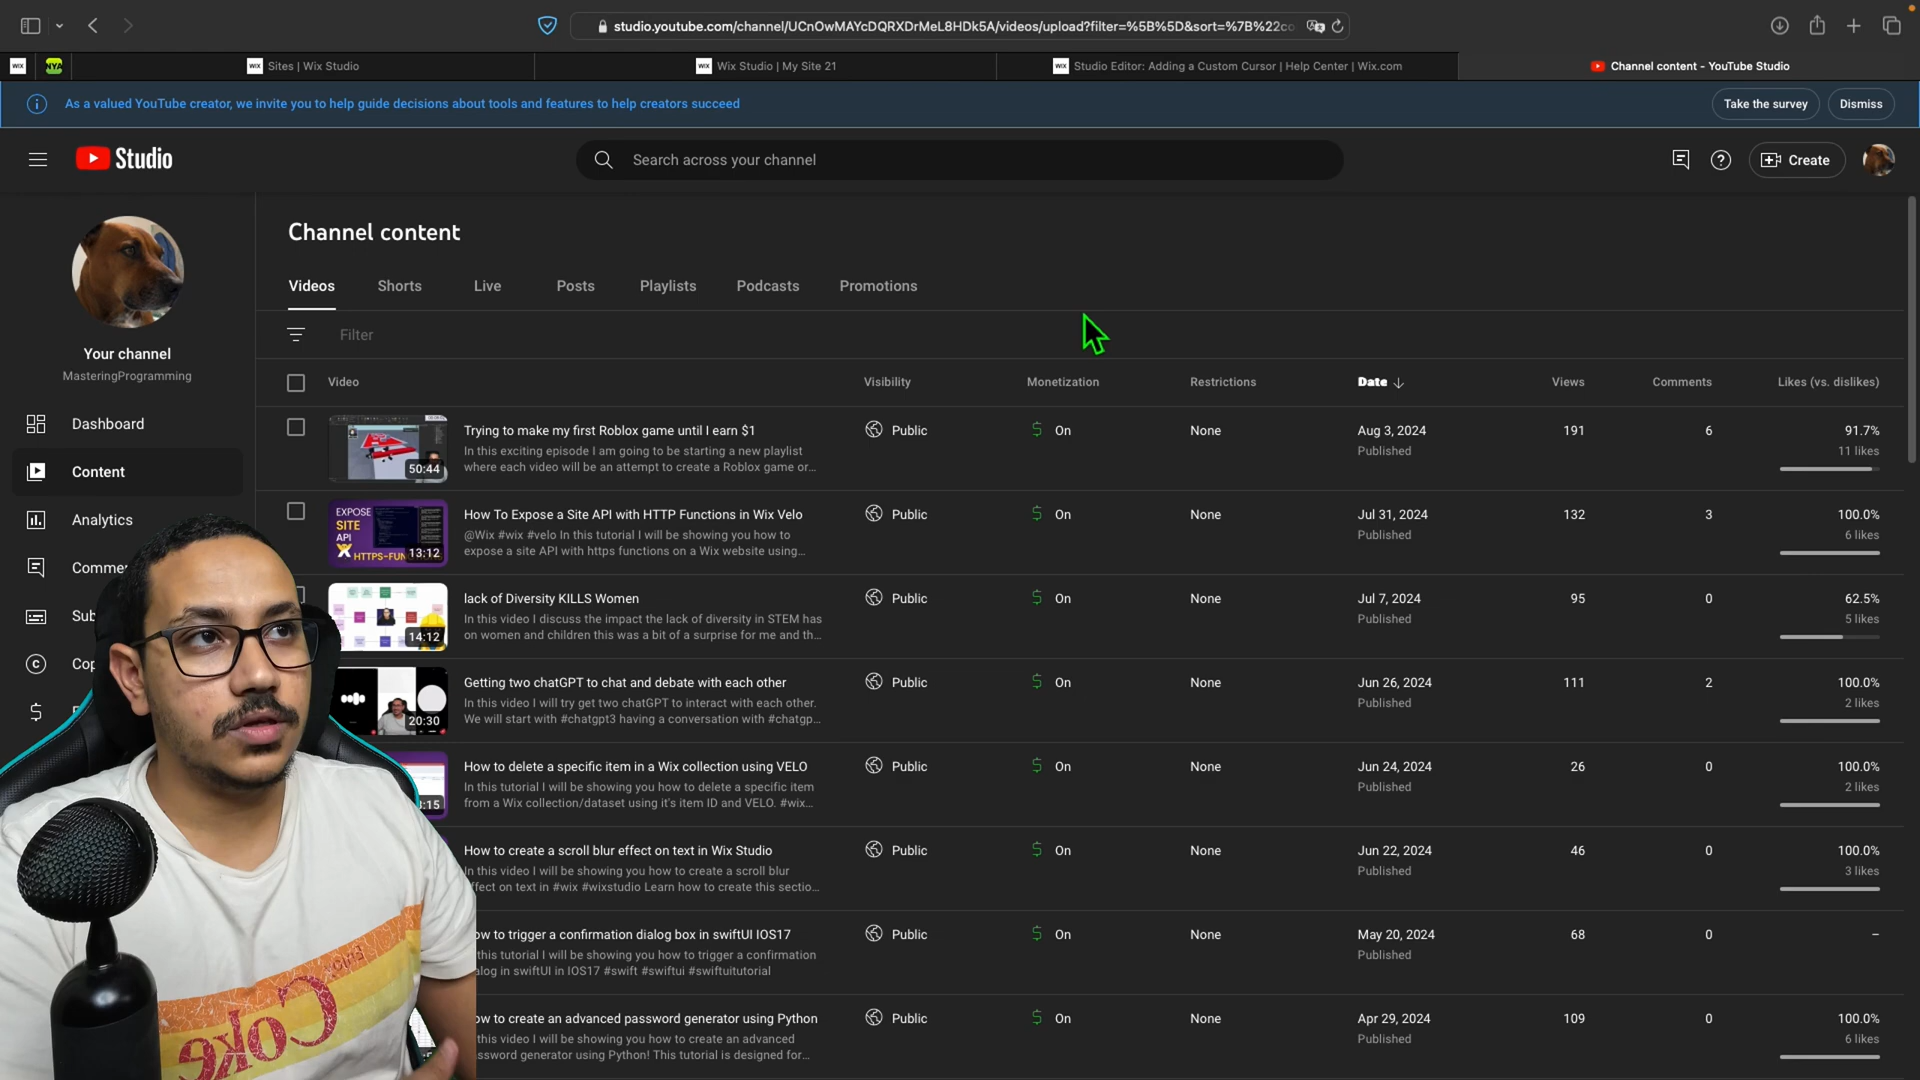 studio.youtube.com/channel/UCnOwMAYcDQRXDrMeL8HDk5A/videos/upload?filter=%5B%5D&sort=%7B%22co
WIX
NYA
WIX Sites | Wix Studio
WIX Wix Studio | My Site 21
WIX Studio Editor: Adding a Custom Cursor | Help Center | Wix.com
Channel content - YouTube Studio
As a valued YouTube creator, we invite you to help guide decisions about tools and features to help creators succeed
Take the survey
Dismiss
Studio
Search across your channel
Create
Channel content
Videos Shorts Live Posts Playlists Podcasts Promotions
Filter
Your channel
MasteringProgramming
Dashboard
Content
Analytics
Video Visibility Monetization Restrictions Date Views Comments Likes (vs. dislikes)
50:44
Trying to make my first Roblox game until I earn $1 Public On None Aug 3, 2024 191 6 91.7%
In this exciting episode I am going to be starting a new playlist Published 11 likes
where each video will be an attempt to create a Roblox game or...
EXPOSE
SITE
API
HTTPS-FUN
13:12
How To Expose a Site API with HTTP Functions in Wix Velo Public On None Jul 31, 2024 132 3 100.0%
@Wix #wix #velo In this tutorial I will be showing you how to Published 6 likes
expose a site API with https functions on a Wix website using...
14:12
lack of Diversity KILLS Women Public On None Jul 7, 2024 95 0 62.5%
In this video I discuss the impact the lack of diversity in STEM has Published 5 likes
on women and children this was a bit of a surprise for me and th...
20:30
Getting two chatGPT to chat and debate with each other Public On None Jun 26, 2024 111 2 100.0%
In this video I will try get two chatGPT to interact with each other. Published 2 likes
We will start with #chatgpt3 having a conversation with #chatgp...
:15
How to delete a specific item in a Wix collection using VELO Public On None Jun 24, 2024 26 0 100.0%
In this tutorial I will be showing you how to delete a specific item Published 2 likes
from a Wix collection/dataset using it's item ID and VELO. #wix...
How to create a scroll blur effect on text in Wix Studio Public On None Jun 22, 2024 46 0 100.0%
In this video I will be showing you how to create a scroll blur Published 3 likes
ffect on text in #wix #wixstudio Learn how to create this sectio...
ow to trigger a confirmation dialog box in swiftUI IOS17 Public On None May 20, 2024 68 0 –
this tutorial I will be showing you how to trigger a confirmation Published
alog in swiftUI in IOS17 #swift #swiftui #swiftuitutorial
ow to create an advanced password generator using Python Public On None Apr 29, 2024 109 0 100.0%
this video I will be showing you how to create an advanced Published 6 likes
ssword generator using Python! This tutorial is designed for...
Comme
Sub
Cop
Enjoy
Coke